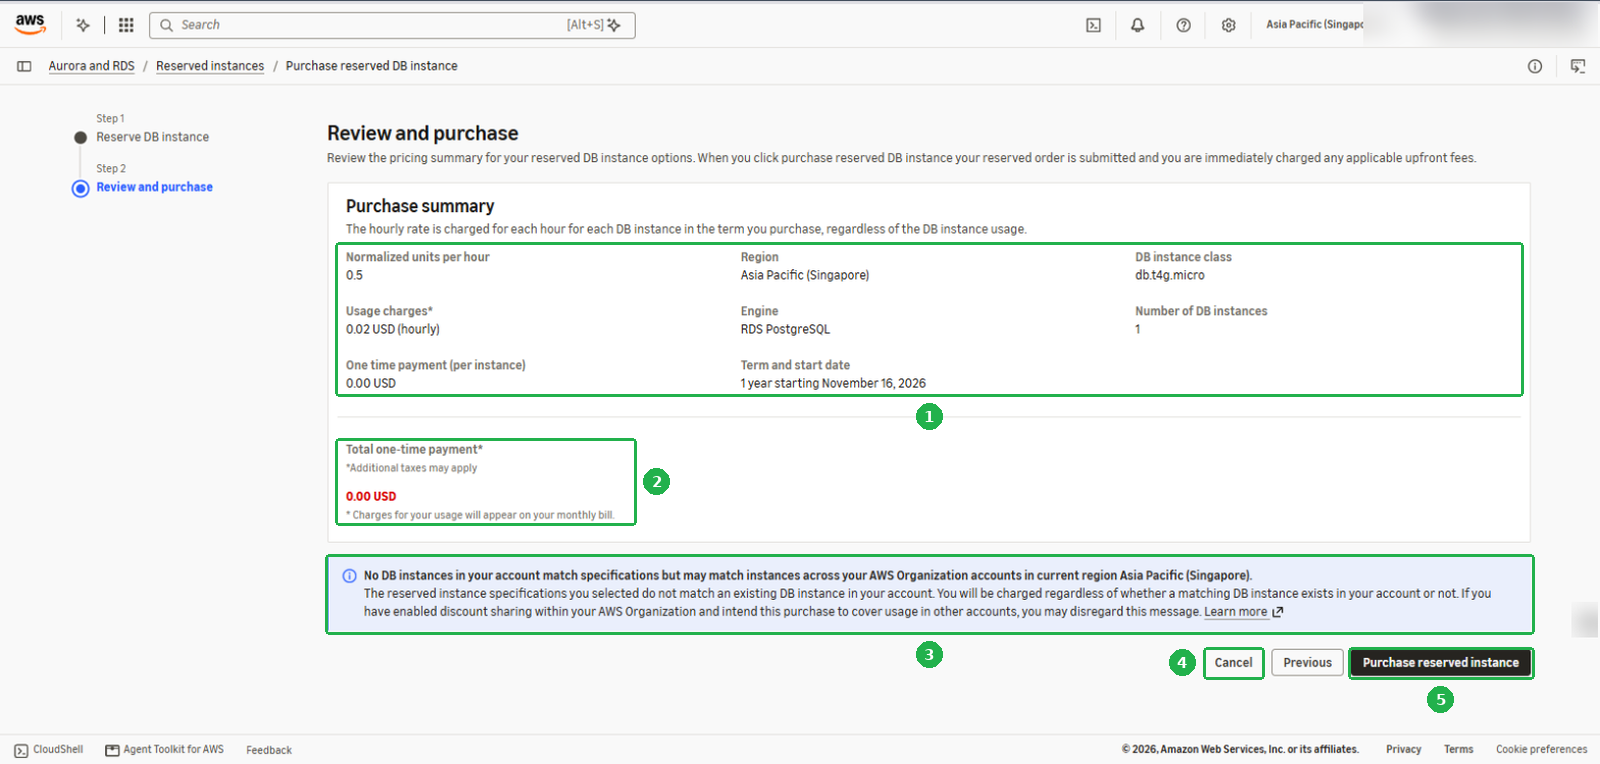 aws
Search
[Alt+S]
Asia Pacific (Singapo
Aurora and RDS / Reserved instances / Purchase reserved DB instance
Step 1
Reserve DB instance
Step 2
Review and purchase
Review and purchase
Review the pricing summary for your reserved DB instance options. When you click purchase reserved DB instance your reserved order is submitted and you are immediately charged any applicable upfront fees.
Purchase summary
The hourly rate is charged for each hour for each DB instance in the term you purchase, regardless of the DB instance usage.
Normalized units per hour
0.5
Region
Asia Pacific (Singapore)
DB instance class
db.t4g.micro
Usage charges*
0.02 USD (hourly)
Engine
RDS PostgreSQL
Number of DB instances
1
One time payment (per instance)
0.00 USD
Term and start date
1 year starting November 16, 2026
1
Total one-time payment*
*Additional taxes may apply
0.00 USD
* Charges for your usage will appear on your monthly bill.
2
No DB instances in your account match specifications but may match instances across your AWS Organization accounts in current region Asia Pacific (Singapore).
The reserved instance specifications you selected do not match an existing DB instance in your account. You will be charged regardless of whether a matching DB instance exists in your account or not. If you
have enabled discount sharing within your AWS Organization and intend this purchase to cover usage in other accounts, you may disregard this message. Learn more
3
4
Cancel
Previous
Purchase reserved instance
5
CloudShell
Agent Toolkit for AWS
Feedback
© 2026, Amazon Web Services, Inc. or its affiliates.
Privacy
Terms
Cookie preferences